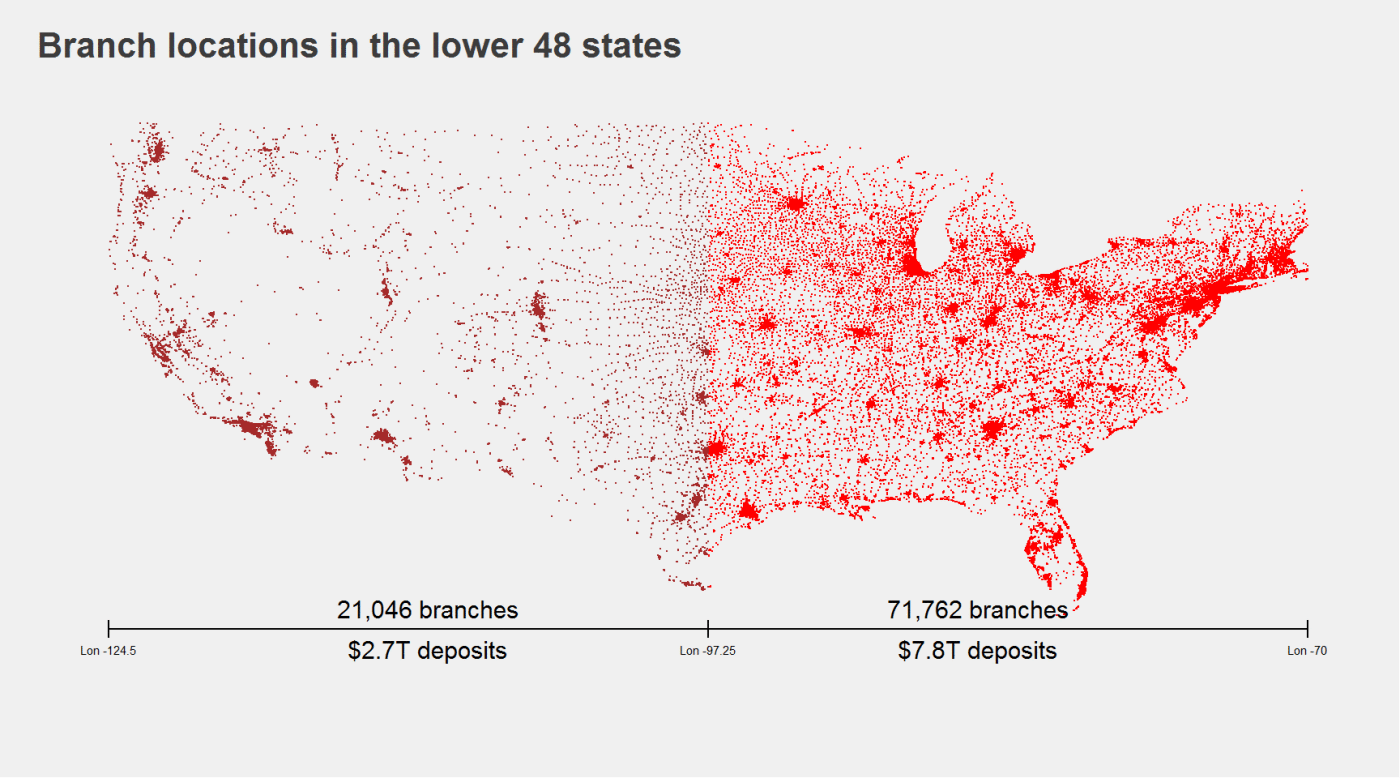 Branch locations in the lower 48 states
21,046 branches
71,762 branches
$2.7T deposits
$7.8T deposits
Lon -124.5
Lon -97.25
Lon -70